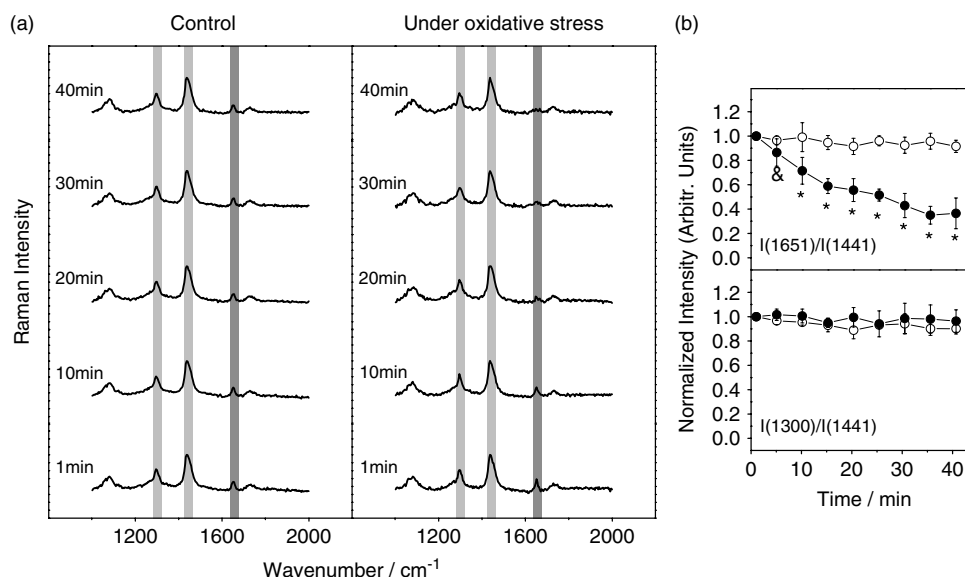 (a)
Control
Under oxidative stress
40min
30min
20min
10min
1min
40min
30min
20min
10min
1min
Raman Intensity
1200 1600 2000
1200 1600 2000
Wavenumber / cm⁻¹
(b)
1.2
1.0
0.8
0.6
0.4
0.2
0.0
&
* * * * * * *
I(1651)/I(1441)
1.2
1.0
0.8
0.6
0.4
0.2
0.0
I(1300)/I(1441)
Normalized Intensity (Arbitr. Units)
0 10 20 30 40
Time / min